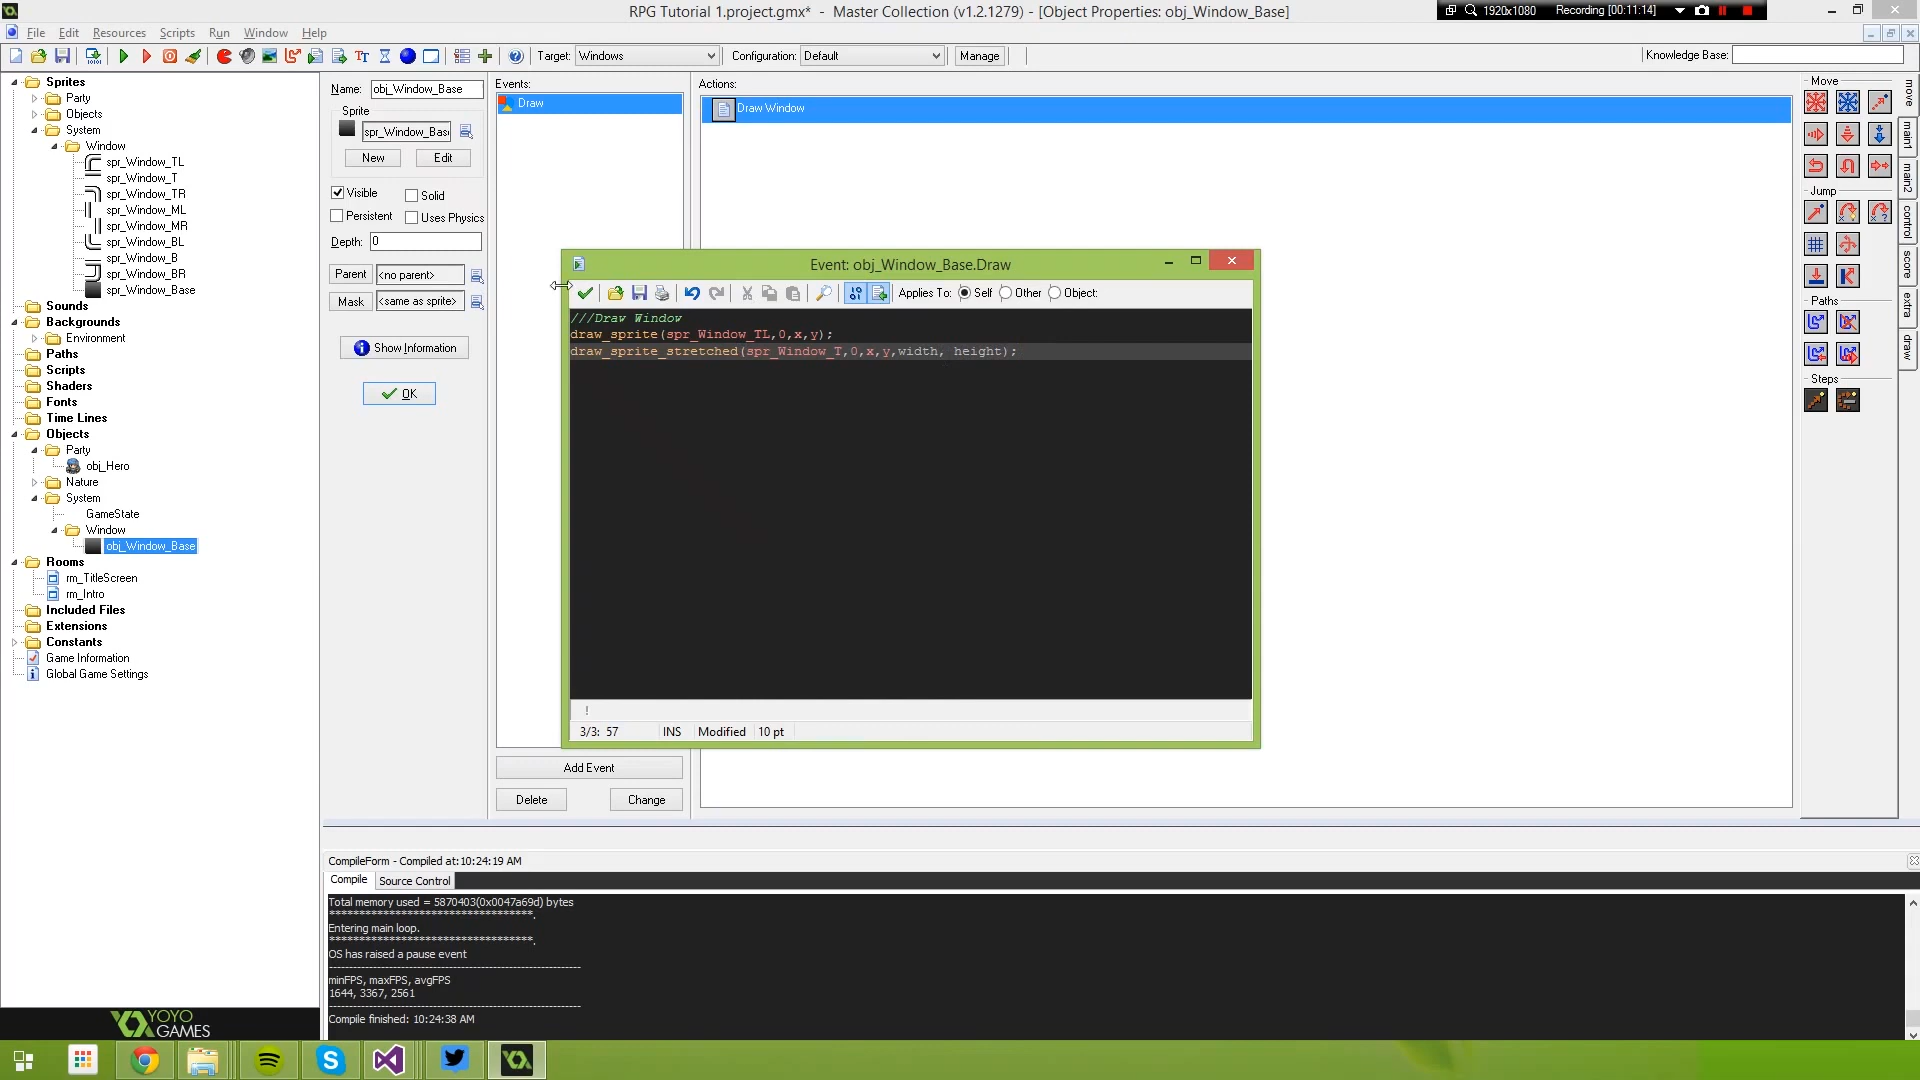 RPG Tutorial 1.project.gmx* - Master Collection (v1.2.1279) - [Object Properties: obj_Window_Base]
1920x1080
Recording [00:11:14]
File Edit Resources Scripts Run Window Help
Target: Windows
Configuration: Default
Manage
Knowledge Base:
Sprites
Party
Objects
System
Window
spr_Window_TL
spr_Window_T
spr_Window_TR
spr_Window_ML
spr_Window_MR
spr_Window_BL
spr_Window_B
spr_Window_BR
spr_Window_Base
Sounds
Backgrounds
Environment
Paths
Scripts
Shaders
Fonts
Time Lines
Objects
Party
obj_Hero
Nature
System
GameState
Window
obj_Window_Base
Rooms
rm_TitleScreen
rm_Intro
Included Files
Extensions
Constants
Game Information
Global Game Settings
YOYO
GAMES
Name: obj_Window_Base
Sprite
spr_Window_Bas
New Edit
Visible Solid
Persistent Uses Physics
Depth: 0
Parent <no parent>
Mask <same as sprite>
Show Information
OK
Events:
Draw
Add Event
Delete Change
Actions:
Draw Window
Event: obj_Window_Base.Draw
Applies To: Self Other Object:
///Draw Window
draw_sprite(spr_Window_TL,0,x,y);
draw_sprite_stretched(spr_Window_T,0,x,y,width, height);
!
3/3: 57 INS Modified 10 pt
Move
Jump
Paths
Steps
move
main1
main2
control
score
extra
draw
CompileForm - Compiled at:10:24:19 AM
Compile Source Control
Total memory used = 5870403(0x0047a69d) bytes
**********************************.
Entering main loop.
**********************************.
OS has raised a pause event
----------------------------------------------------------------
minFPS, maxFPS, avgFPS
1644, 3367, 2561
----------------------------------------------------------------
Compile finished: 10:24:38 AM